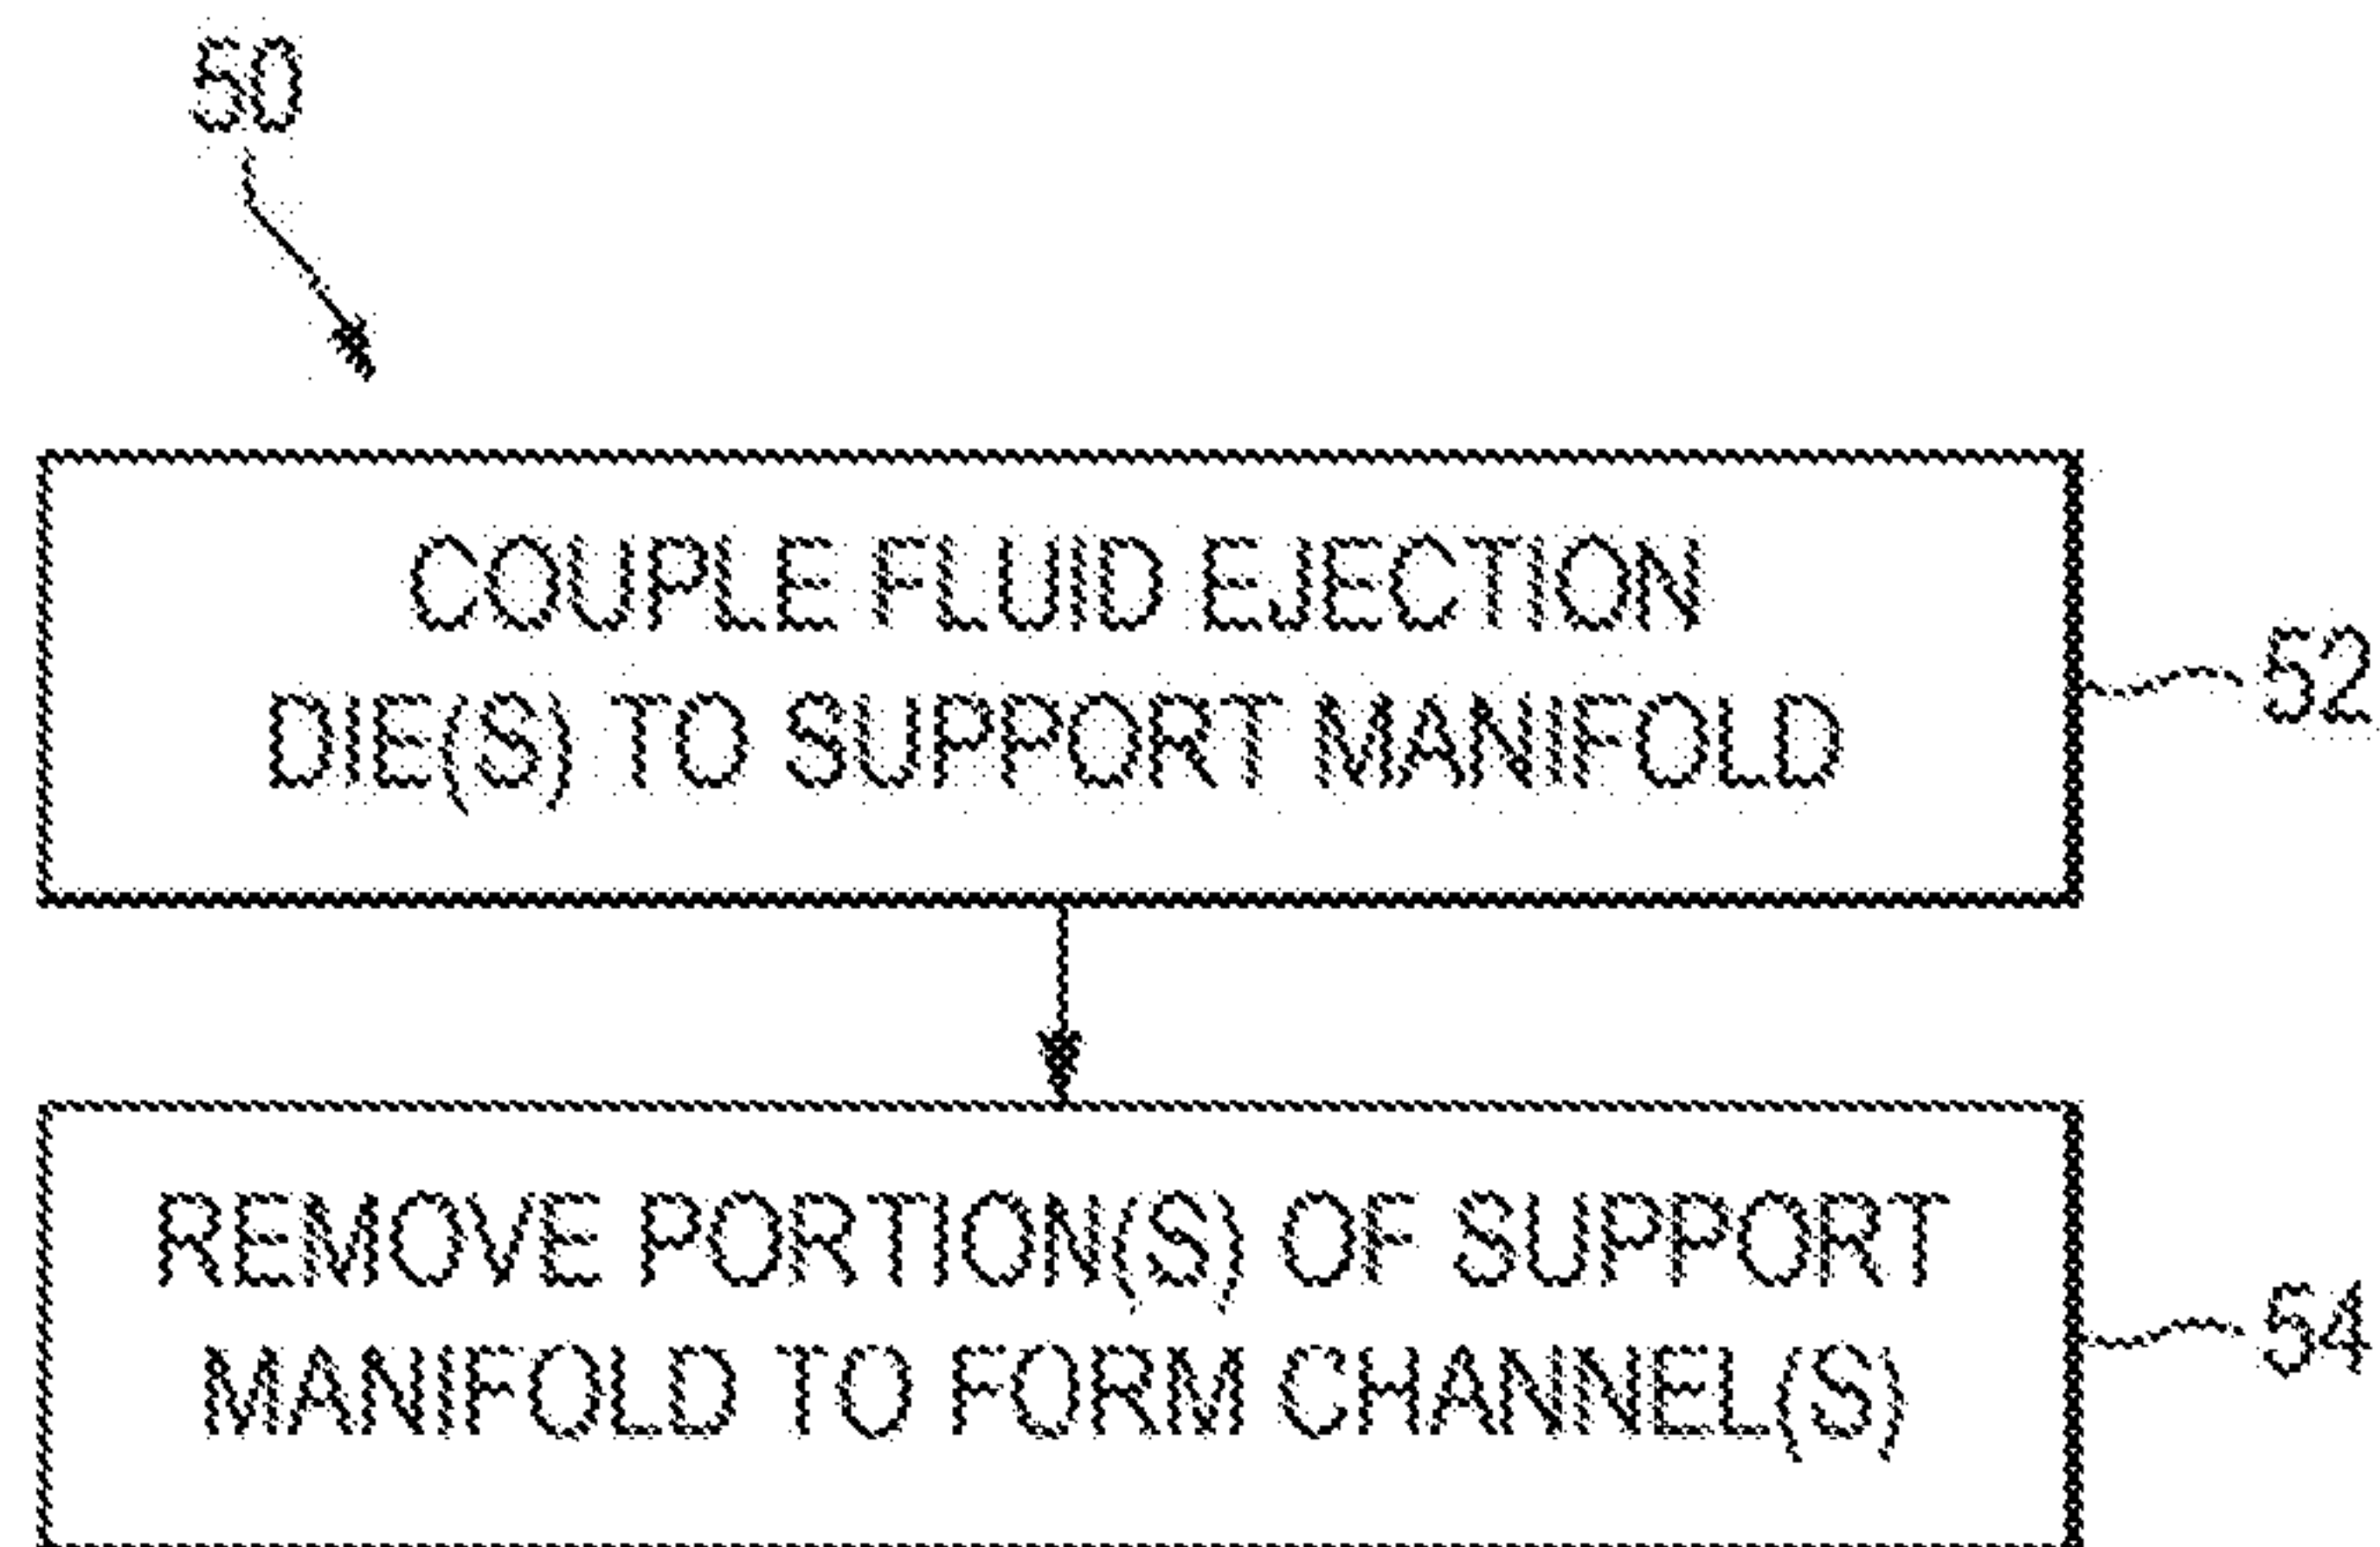 50
COUPLE FLUID EJECTION
DIE(S) TO SUPPORT MANIFOLD
52
REMOVE PORTION(S) OF SUPPORT
MANIFOLD TO FORM CHANNEL(S)
54